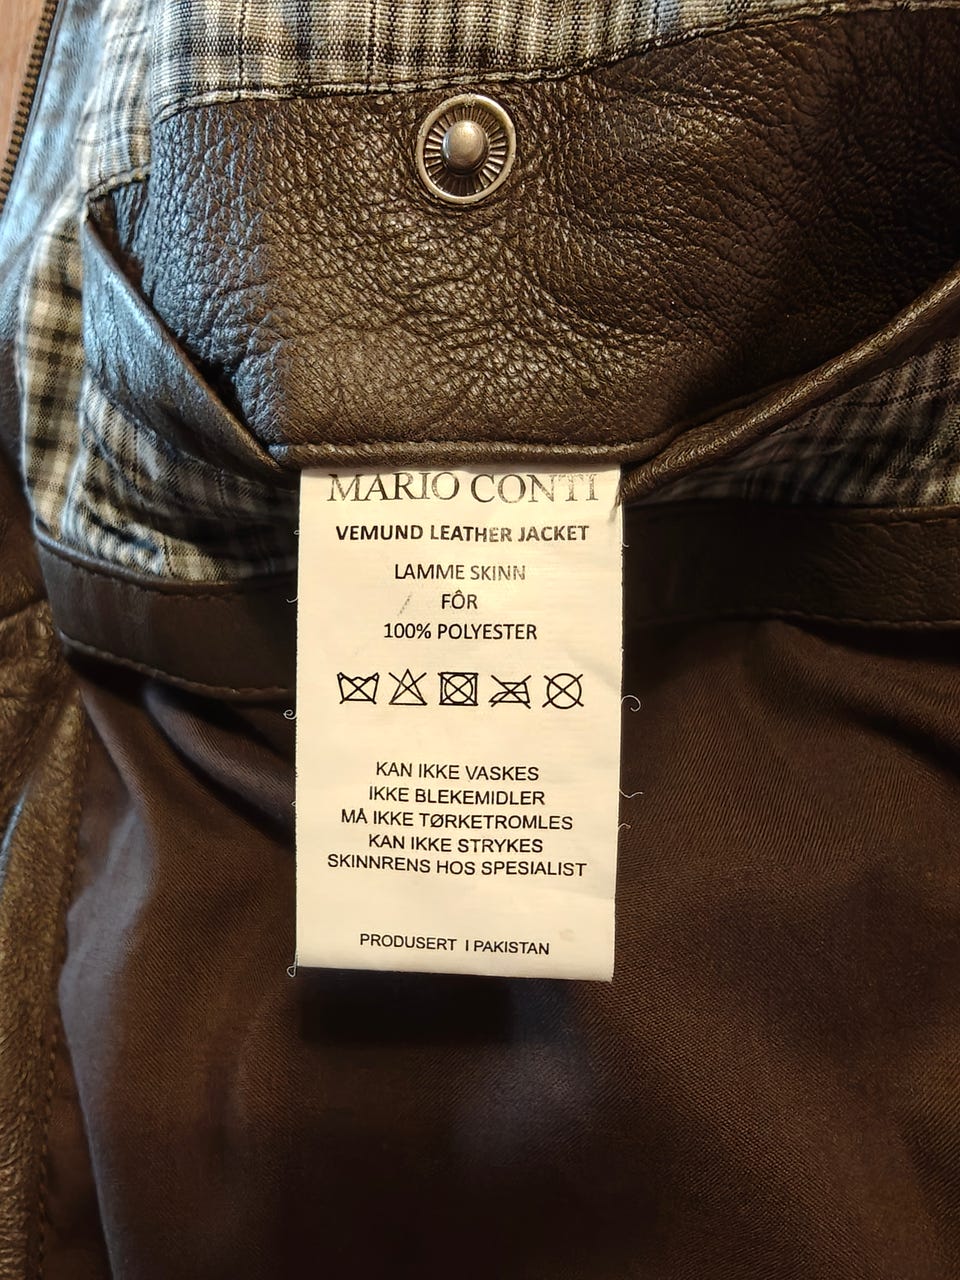 MARIO CONTI
VEMUND LEATHER JACKET
LAMME SKINN
FÔR
100% POLYESTER
KAN IKKE VASKES
IKKE BLEKEMIDLER
MÅ IKKE TØRKETROMLES
KAN IKKE STRYKES
SKINNRENS HOS SPESIALIST
PRODUSERT I PAKISTAN